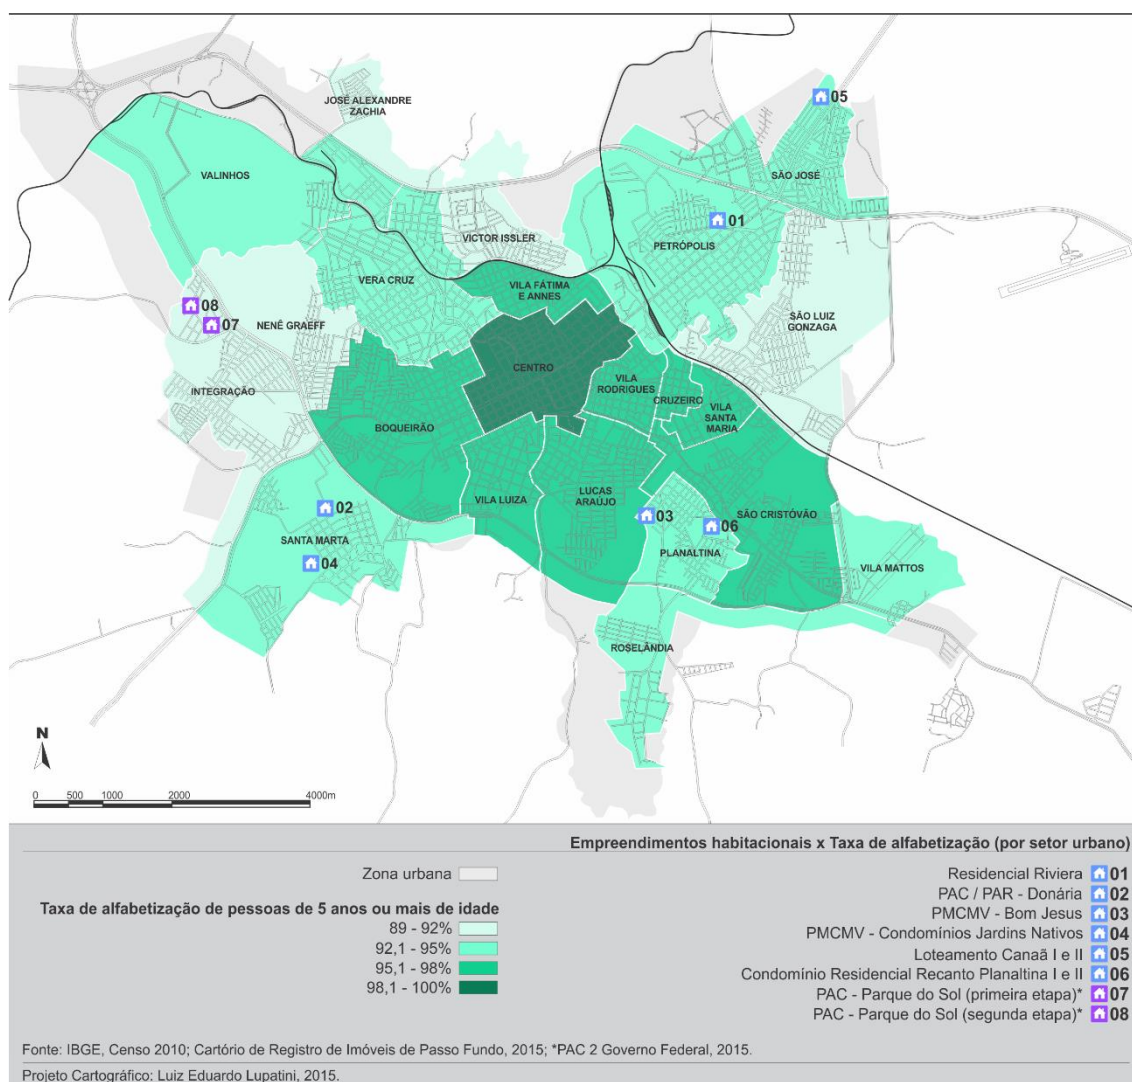 JOSÉ ALEXANDRE
ZACHIA
05
VALINHOS
SÃO JOSÉ
01
VICTOR ISSLER
PETRÓPOLIS
VERA CRUZ
VILA FÁTIMA
E ANNES
08
07
NENÊ GRAEFF
SÃO LUIZ
GONZAGA
CENTRO
VILA
RODRIGUES
INTEGRAÇÃO
CRUZEIRO
VILA
SANTA
MARIA
BOQUEIRÃO
VILA LUIZA
LUCAS
ARAÚJO
02
03
SÃO CRISTÓVÃO
06
SANTA MARTA
PLANALTINA
04
VILA MATTOS
ROSELÂNDIA
N
0 500 1000 2000 4000m
Empreendimentos habitacionais x Taxa de alfabetização (por setor urbano)
Zona urbana
Taxa de alfabetização de pessoas de 5 anos ou mais de idade
89 - 92%
92,1 - 95%
95,1 - 98%
98,1 - 100%
Residencial Riviera 01
PAC / PAR - Donária 02
PMCMV - Bom Jesus 03
PMCMV - Condomínios Jardins Nativos 04
Loteamento Canaã I e II 05
Condomínio Residencial Recanto Planaltina I e II 06
PAC - Parque do Sol (primeira etapa)* 07
PAC - Parque do Sol (segunda etapa)* 08
Fonte: IBGE, Censo 2010; Cartório de Registro de Imóveis de Passo Fundo, 2015; *PAC 2 Governo Federal, 2015.
Projeto Cartográfico: Luiz Eduardo Lupatini, 2015.